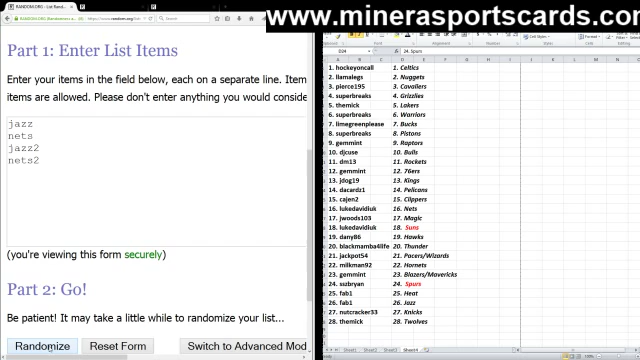 www.minerasportscards.com
Part 1: Enter List Items
Enter your items in the field below, each on a separate line. Item
items are allowed. Please don't enter anything you would conside
jazz
nets
jazz2
nets2
(you're viewing this form securely)
Part 2: Go!
Be patient! It may take a little while to randomize your list...
Randomize Reset Form Switch to Advanced Mod
D24 24. Spurs
1. hockeyoncall 1. Celtics
2. llamalegs 2. Nuggets
3. pierce195 3. Cavaliers
4. superbreaks 4. Grizzlies
5. themick 5. Lakers
6. superbreaks 6. Warriors
7. limegreenplease 7. Bucks
8. superbreaks 8. Pistons
9. gemmint 9. Raptors
10. djcuse 10. Bulls
11. dm13 11. Rockets
12. gemmint 12. 76ers
13. jdog19 13. Kings
14. dacardz1 14. Pelicans
15. cajen2 15. Clippers
16. lukedavidiuk 16. Nets
17. jwoods103 17. Magic
18. lukedavidiuk 18. Suns
19. dany86 19. Hawks
20. blackmamba4life 20. Thunder
21. jackpot54 21. Pacers/Wizards
22. milkman92 22. Hornets
23. gemmint 23. Blazers/Mavericks
24. sszbryan 24. Spurs
25. fab1 25. Heat
26. fab1 26. Jazz
27. nutcracker33 27. Knicks
28. themick 28. Twolves
Sheet1 Sheet2 Sheet3 Sheet4